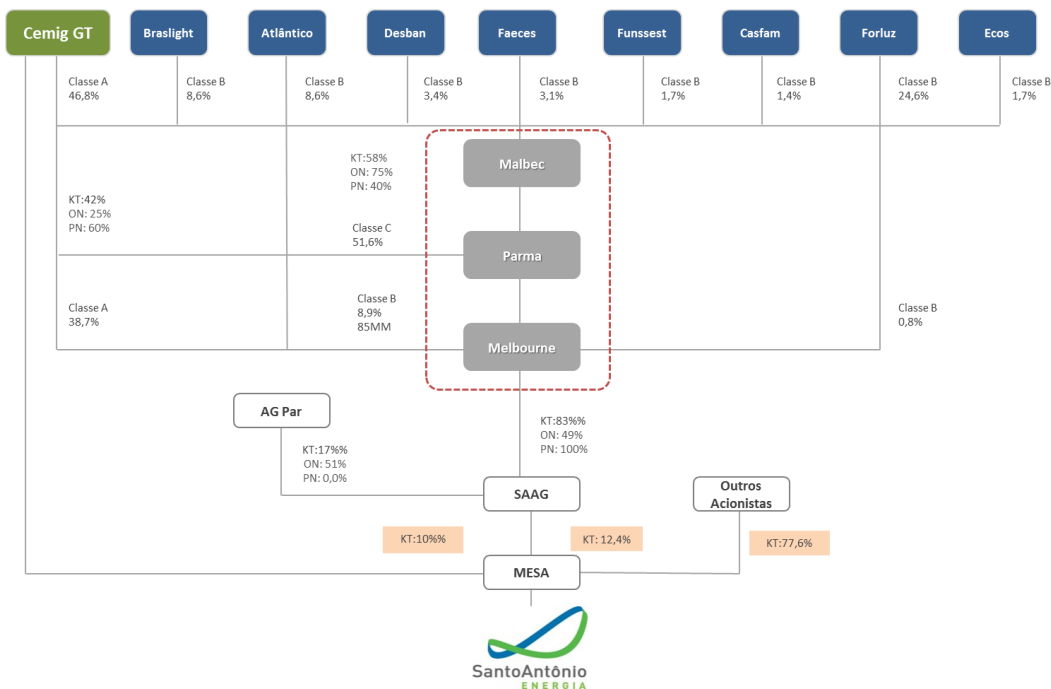 Cemig GT
Braslight
Atlântico
Desban
Faeces
Funssest
Casfam
Forluz
Ecos
Classe A
46,8%
Classe B
8,6%
Classe B
8,6%
Classe B
3,4%
Classe B
3,1%
Classe B
1,7%
Classe B
1,4%
Classe B
24,6%
Classe B
1,7%
KT:58%
ON: 75%
PN: 40%
Malbec
KT:42%
ON: 25%
PN: 60%
Classe C
51,6%
Parma
Classe A
38,7%
Classe B
8,9%
85MM
Melbourne
Classe B
0,8%
AG Par
KT:83%%
ON: 49%
PN: 100%
KT:17%%
ON: 51%
PN: 0,0%
SAAG
Outros
Acionistas
KT:10%%
KT: 12,4%
KT:77,6%
MESA
SantoAntônio
ENERGIA